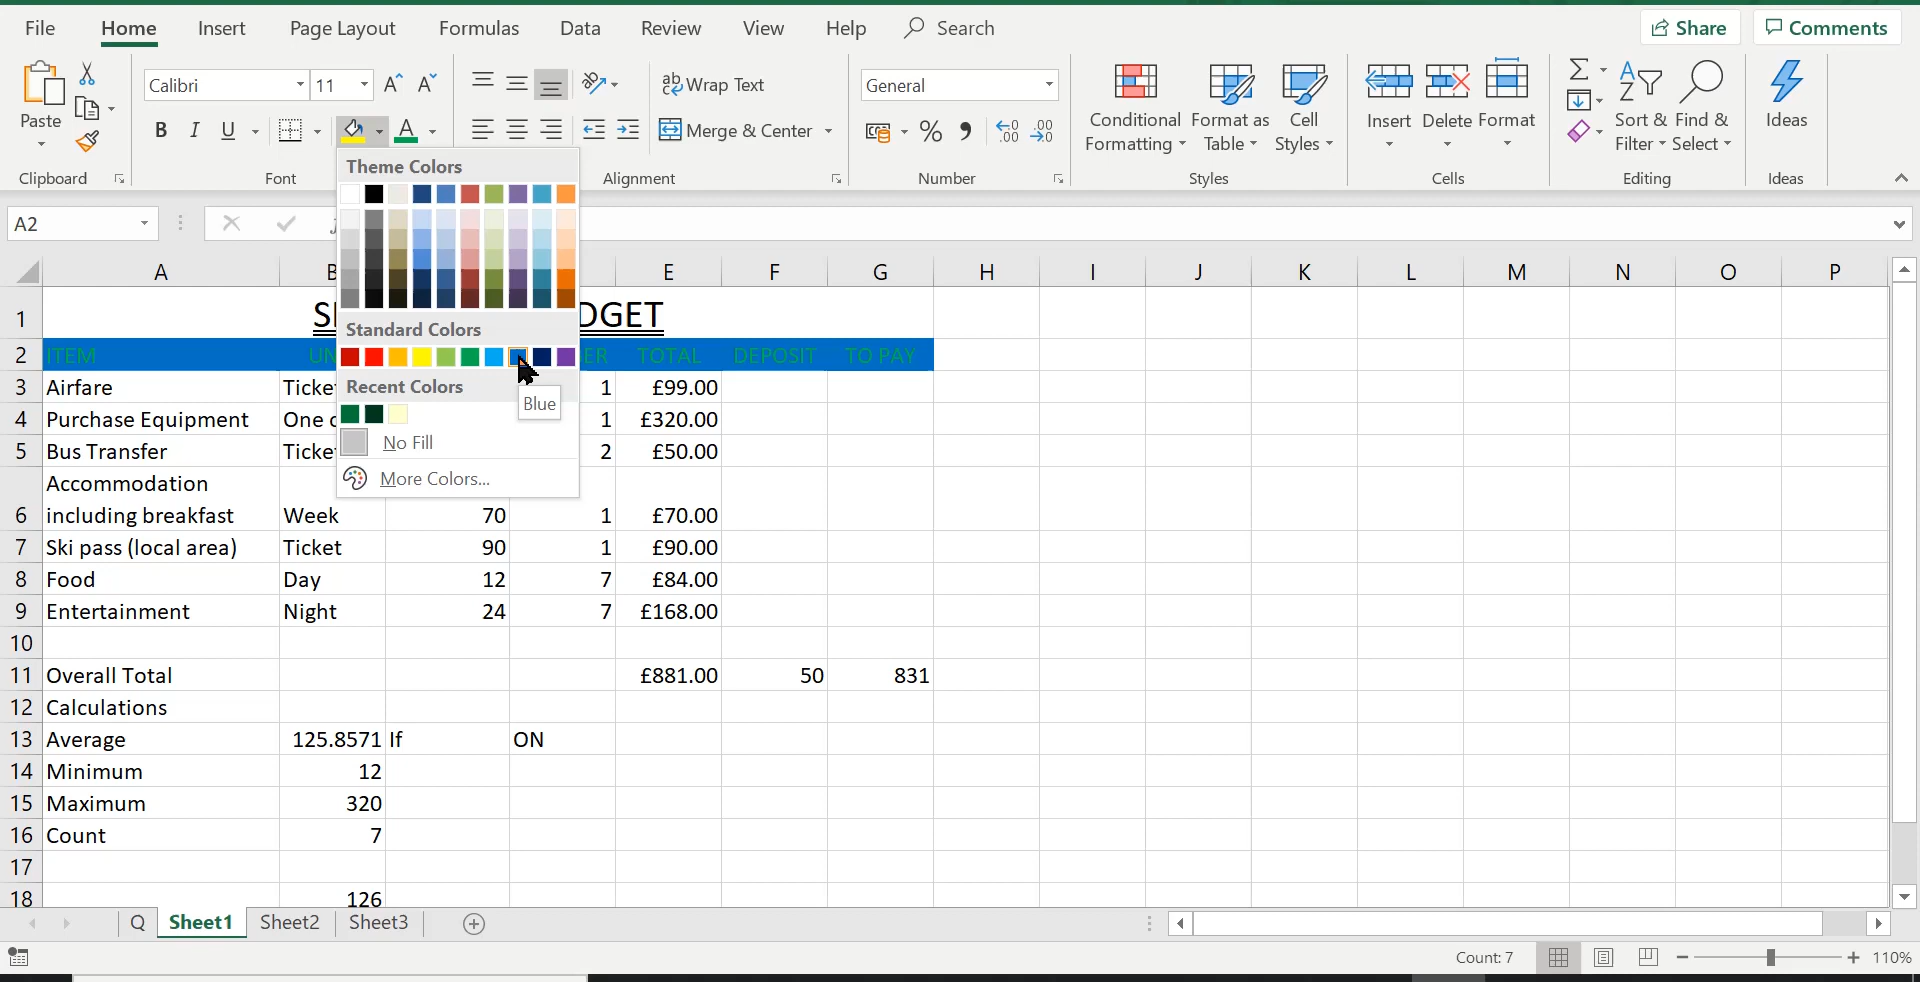 File Home Insert Page Layout Formulas Data Review View Help Search Share Comments
Paste Calibri 11 A A ab Wrap Text General Conditional Formatting Format as Table Cell Styles Insert Delete Format Sort & Filter Find & Select Ideas
B I U A Merge & Center % 9
Clipboard Font Alignment Number Styles Cells Editing Ideas
Theme Colors
A2
A B E F G H I J K L M N O P
1 S DGET
Standard Colors
2 ITEM UN ER TOTAL DEPOSIT TO PAY
Recent Colors
Blue
No Fill
More Colors...
3 Airfare Ticket 1 £99.00
4 Purchase Equipment One 1 £320.00
5 Bus Transfer Ticket 2 £50.00
Accommodation
6 including breakfast Week 70 1 £70.00
7 Ski pass (local area) Ticket 90 1 £90.00
8 Food Day 12 7 £84.00
9 Entertainment Night 24 7 £168.00
10
11 Overall Total £881.00 50 831
12 Calculations
13 Average 125.8571 If ON
14 Minimum 12
15 Maximum 320
16 Count 7
17
18 126
Q Sheet1 Sheet2 Sheet3
Count: 7 110%